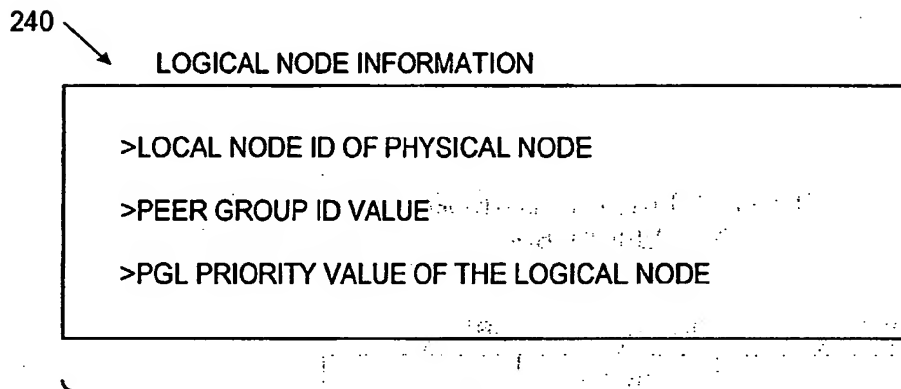 240
LOGICAL NODE INFORMATION
>LOCAL NODE ID OF PHYSICAL NODE
>PEER GROUP ID VALUE
>PGL PRIORITY VALUE OF THE LOGICAL NODE